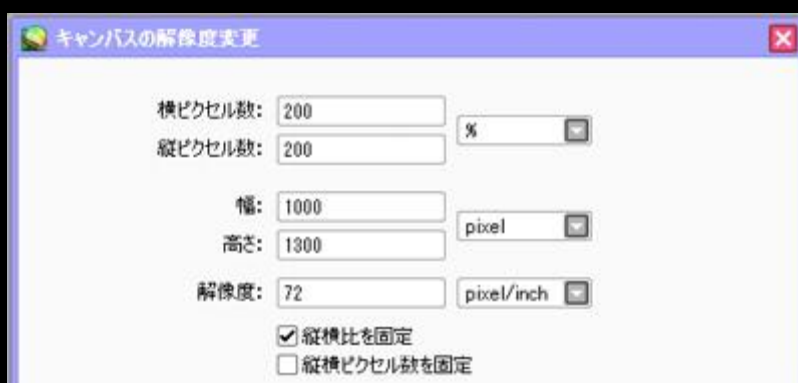 キャンバスの解像度変更
横ピクセル数: 200
%
縦ピクセル数: 200
幅: 1000
pixel
高さ: 1300
解像度: 72 pixel/inch
縦横比を固定
縦横ピクセル数を固定